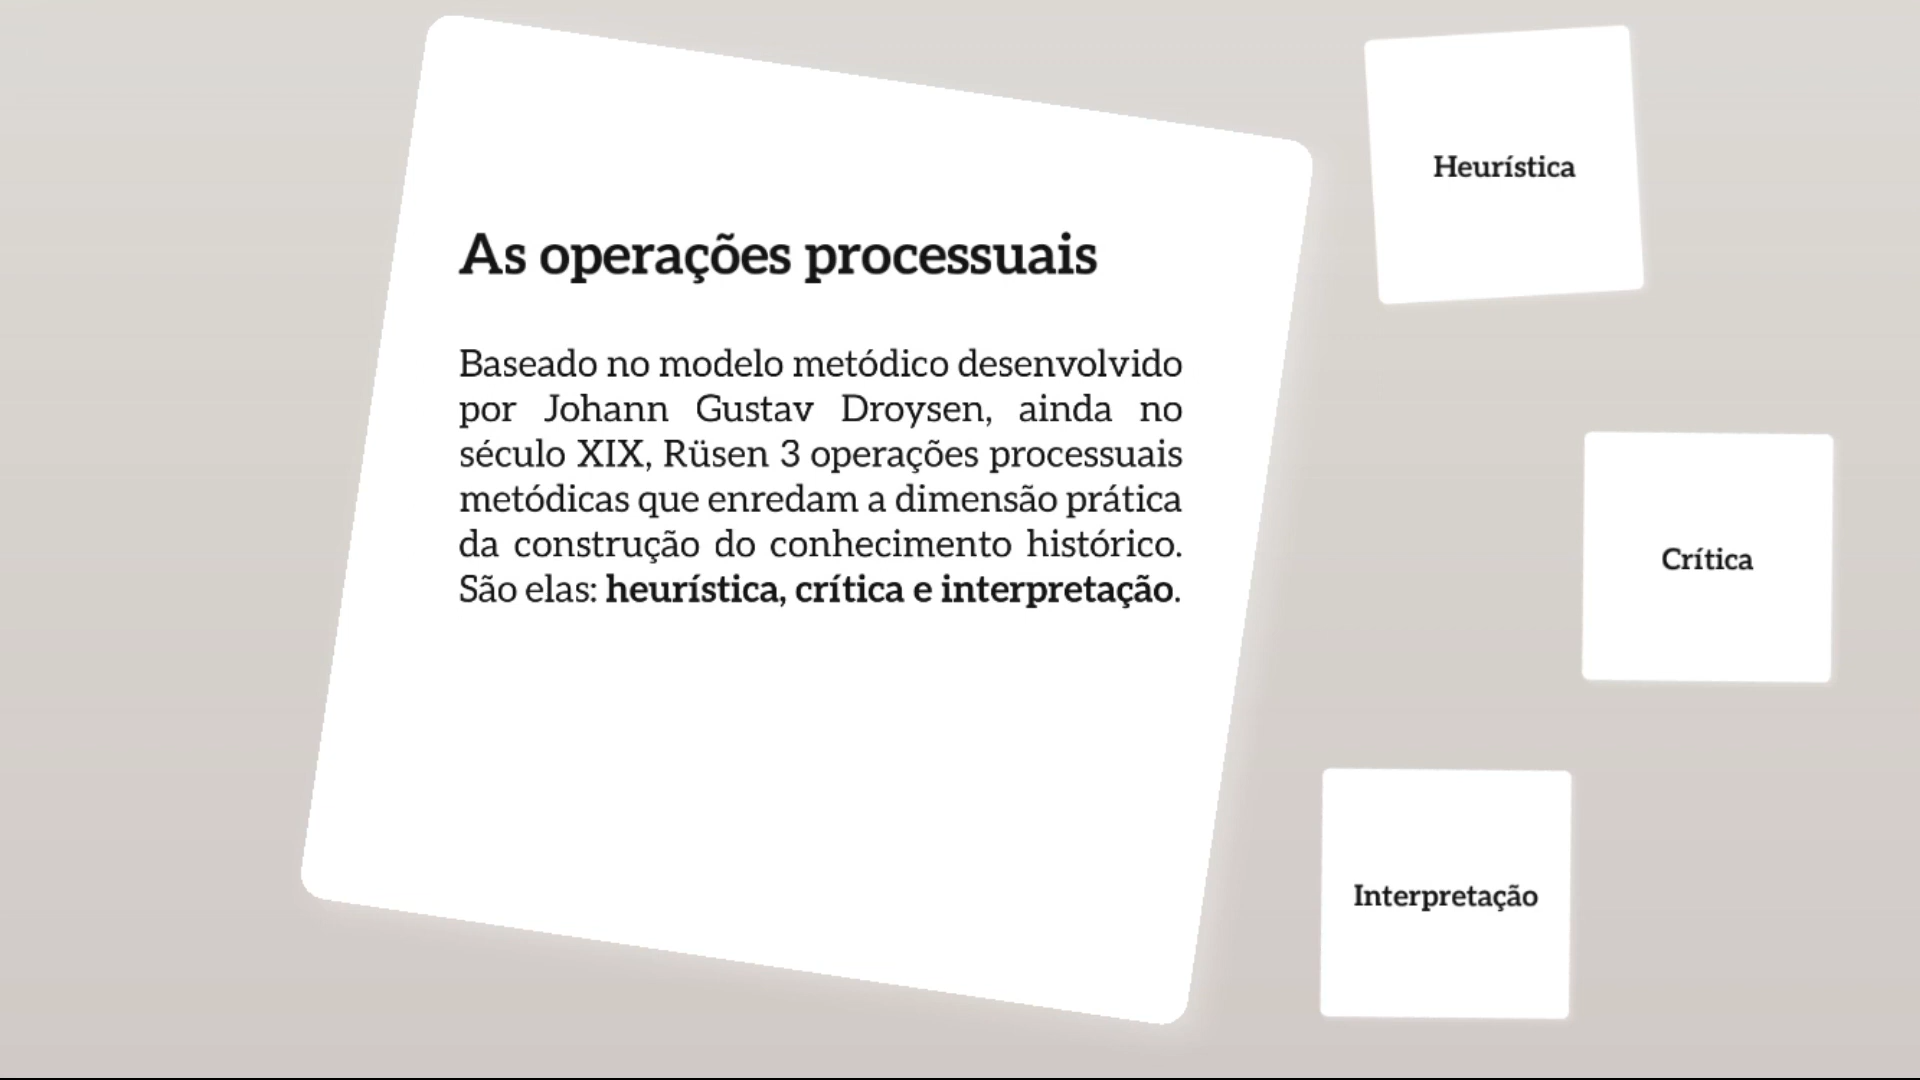 As operações processuais
Baseado no modelo metódico desenvolvido
por Johann Gustav Droysen, ainda no
século XIX, Rüsen 3 operações processuais
metódicas que enredam a dimensão prática
da construção do conhecimento histórico.
São elas: heurística, crítica e interpretação.
Heurística
Crítica
Interpretação